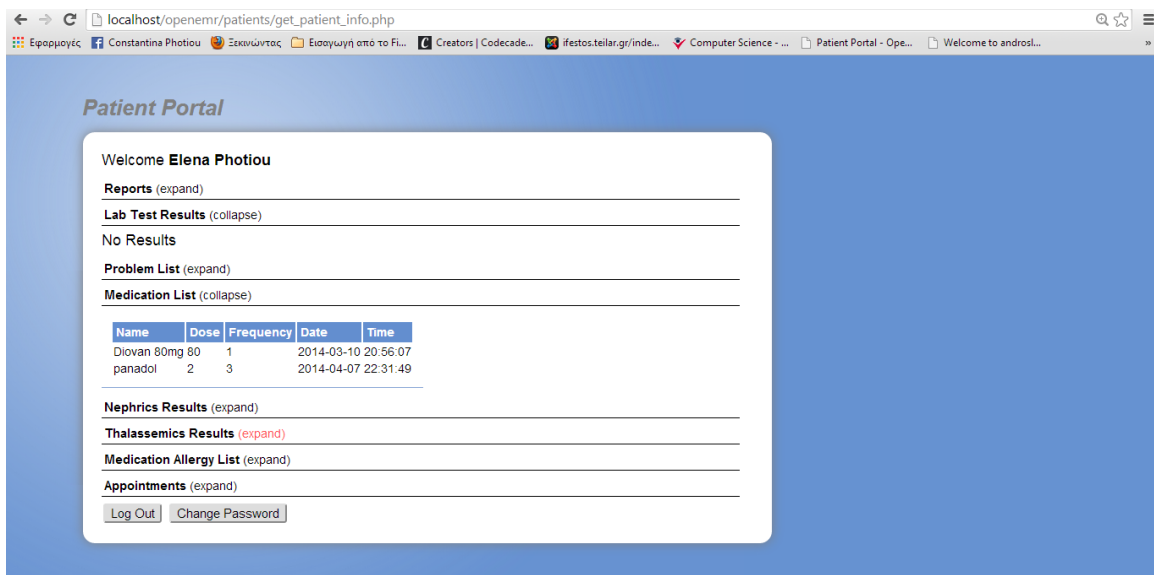 localhost/openemr/patients/get_patient_info.php
Εφαρμογές Constantina Photiou Ξεκινώντας Εισαγωγή από το Fi... Creators | Codecade... ifestos.teilar.gr/inde... Computer Science - ... Patient Portal - Ope... Welcome to androsl... »
Patient Portal
Welcome Elena Photiou
Reports (expand)
Lab Test Results (collapse)
No Results
Problem List (expand)
Medication List (collapse)
Name Dose Frequency Date Time
Diovan 80mg 80 1 2014-03-10 20:56:07
panadol 2 3 2014-04-07 22:31:49
Nephrics Results (expand)
Thalassemics Results (expand)
Medication Allergy List (expand)
Appointments (expand)
Log Out Change Password